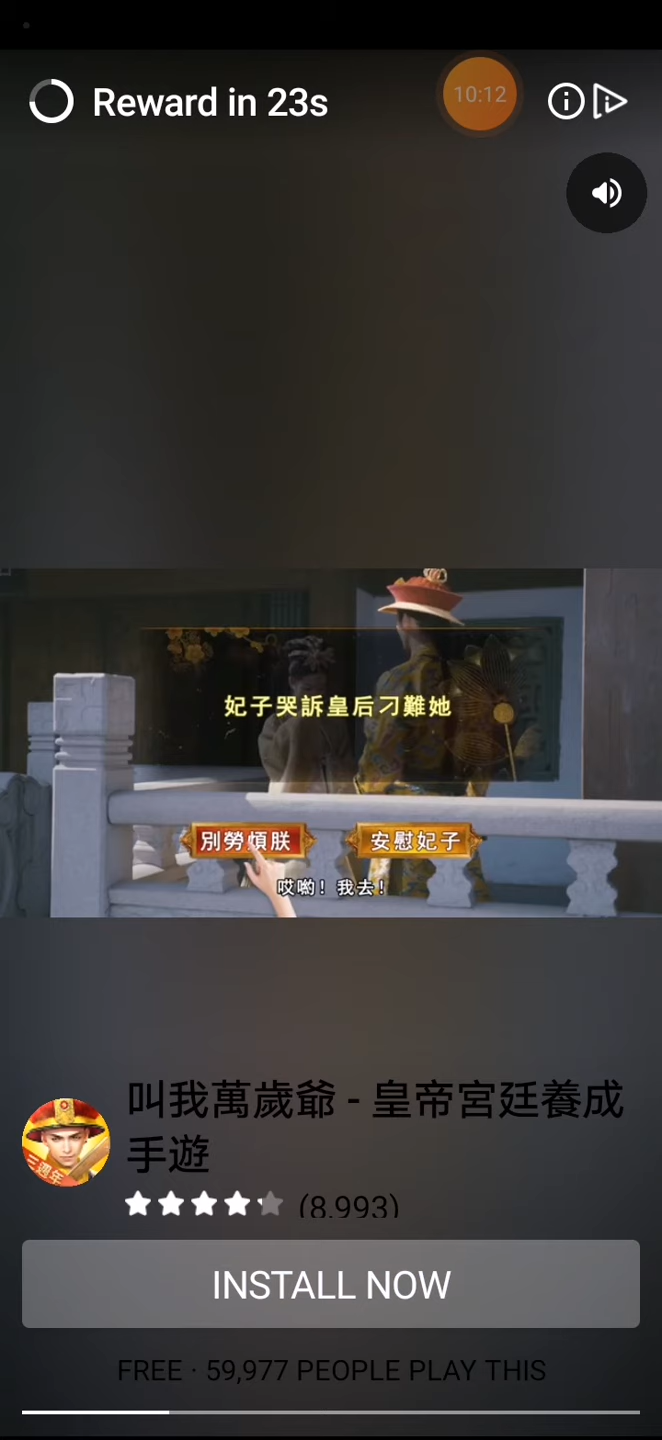 Reward in 23s
10:12
妃子哭訴皇后刁難她
別勞煩朕
安慰妃子
哎喲！我去！
叫我萬歲爺 - 皇帝宮廷養成
手遊
(8,993)
INSTALL NOW
FREE · 59,977 PEOPLE PLAY THIS